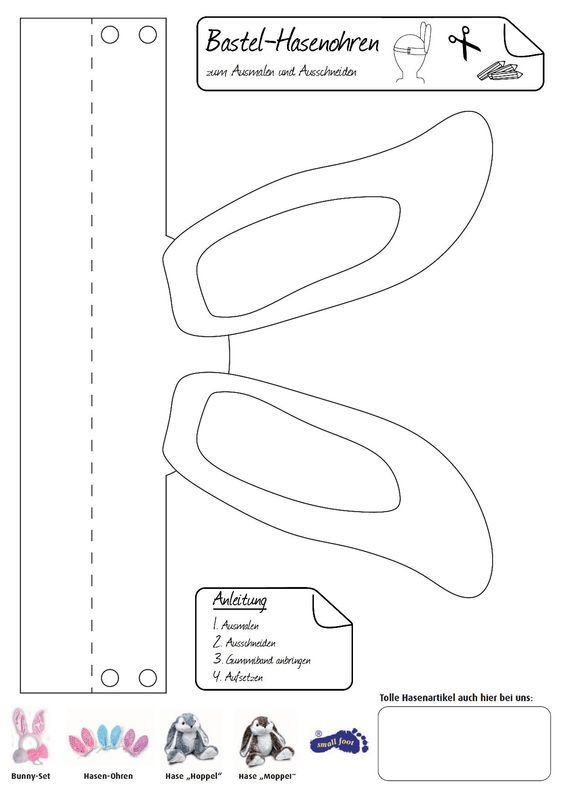 Bastel-Hasenohren
zum Ausmalen und Ausschneiden
Anleitung
1. Ausmalen
2. Ausschneiden
3. Gummiband anbringen
4. Aufsetzen
Tolle Hasenartikel auch hier bei uns:
small foot
Bunny-Set
Hasen-Ohren
Hase „Hoppel“
Hase „Moppel“